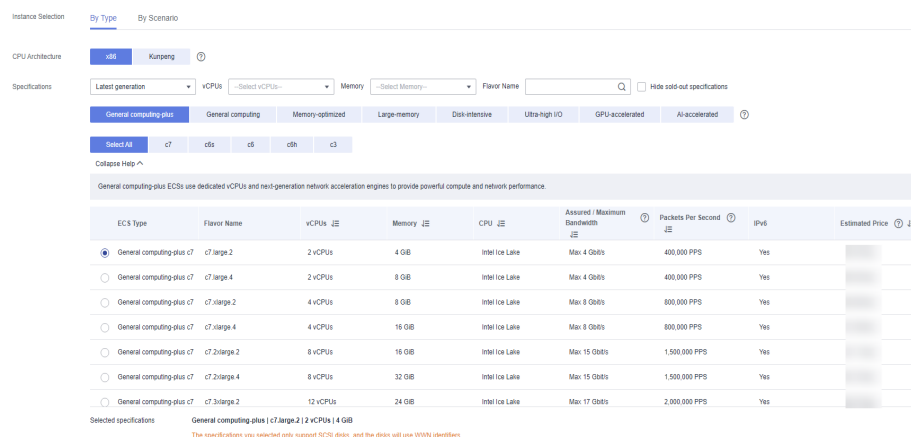 Instance Selection By Type By Scenario
CPU Architecture x86 Kunpeng ?
Specifications Latest generation vCPUs --Select vCPUs-- Memory --Select Memory-- Flavor Name Hide sold-out specifications
General computing-plus General computing Memory-optimized Large-memory Disk-intensive Ultra-high I/O GPU-accelerated AI-accelerated ?
Select All c7 c6s c6 c6h c3
Collapse Help
General computing-plus ECSs use dedicated vCPUs and next-generation network acceleration engines to provide powerful compute and network performance.
ECS Type Flavor Name vCPUs Memory CPU Assured / Maximum Bandwidth ? Packets Per Second ? IPv6 Estimated Price ?
General computing-plus c7 c7.large.2 2 vCPUs 4 GiB Intel Ice Lake Max 4 Gbit/s 400,000 PPS Yes
General computing-plus c7 c7.large.4 2 vCPUs 8 GiB Intel Ice Lake Max 4 Gbit/s 400,000 PPS Yes
General computing-plus c7 c7.xlarge.2 4 vCPUs 8 GiB Intel Ice Lake Max 8 Gbit/s 800,000 PPS Yes
General computing-plus c7 c7.xlarge.4 4 vCPUs 16 GiB Intel Ice Lake Max 8 Gbit/s 800,000 PPS Yes
General computing-plus c7 c7.2xlarge.2 8 vCPUs 16 GiB Intel Ice Lake Max 15 Gbit/s 1,500,000 PPS Yes
General computing-plus c7 c7.2xlarge.4 8 vCPUs 32 GiB Intel Ice Lake Max 15 Gbit/s 1,500,000 PPS Yes
General computing-plus c7 c7.3xlarge.2 12 vCPUs 24 GiB Intel Ice Lake Max 17 Gbit/s 2,000,000 PPS Yes
Selected specifications General computing-plus | c7.large.2 | 2 vCPUs | 4 GiB
The specifications you selected only support SCSI disks, and the disks will use WWN identifiers.